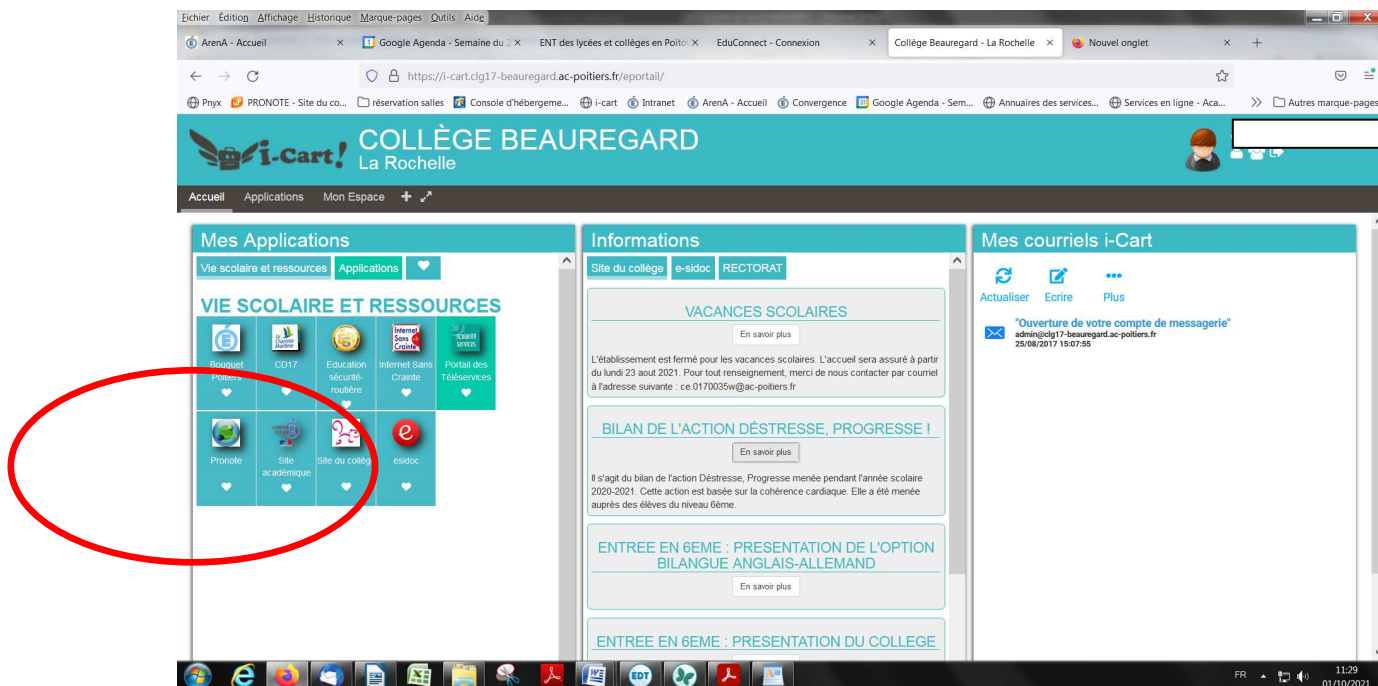 Fichier Édition Affichage Historique Marque-pages Outils Aide
ArenA - Accueil
Google Agenda - Semaine du 2
ENT des lycées et collèges en Poito
EduConnect - Connexion
Collège Beauregard - La Rochelle
Nouvel onglet
https://i-cart.clg17-beauregard.ac-poitiers.fr/eportail/
Pnyx PRONOTE - Site du co... réservation salles Console d'hébergeme... i-cart Intranet ArenA - Accueil Convergence Google Agenda - Sem... Annuaires des services... Services en ligne - Aca... Autres marque-pages
i-Cart!
COLLÈGE BEAUREGARD
La Rochelle
Accueil Applications Mon Espace
Mes Applications
Vie scolaire et ressources Applications
VIE SCOLAIRE ET RESSOURCES
Bouquet Poitiers
La Charente Maritime
CD17
Education sécurité-routière
Internet Sans Crainte
Internet Sans Crainte
scolarité services
Portail des Téléservices
Pronote
Site académique
Site du collège
e
esidoc
Informations
Site du collège e-sidoc RECTORAT
VACANCES SCOLAIRES
En savoir plus
L'établissement est fermé pour les vacances scolaires. L'accueil sera assuré à partir
du lundi 23 aout 2021. Pour tout renseignement, merci de nous contacter par courriel
à l'adresse suivante : ce.0170035w@ac-poitiers.fr
BILAN DE L'ACTION DÉSTRESSE, PROGRESSE !
En savoir plus
Il s'agit du bilan de l'action Déstresse, Progresse menée pendant l'année scolaire
2020-2021. Cette action est basée sur la cohérence cardiaque. Elle a été menée
auprès des élèves du niveau 6ème.
ENTREE EN 6EME : PRESENTATION DE L'OPTION
BILANGUE ANGLAIS-ALLEMAND
En savoir plus
ENTREE EN 6EME : PRESENTATION DU COLLEGE
Mes courriels i-Cart
Actualiser Ecrire Plus
"Ouverture de votre compte de messagerie"
admin@clg17-beauregard.ac-poitiers.fr
25/08/2017 15:07:55
EDT
FR
11:29
01/10/2021